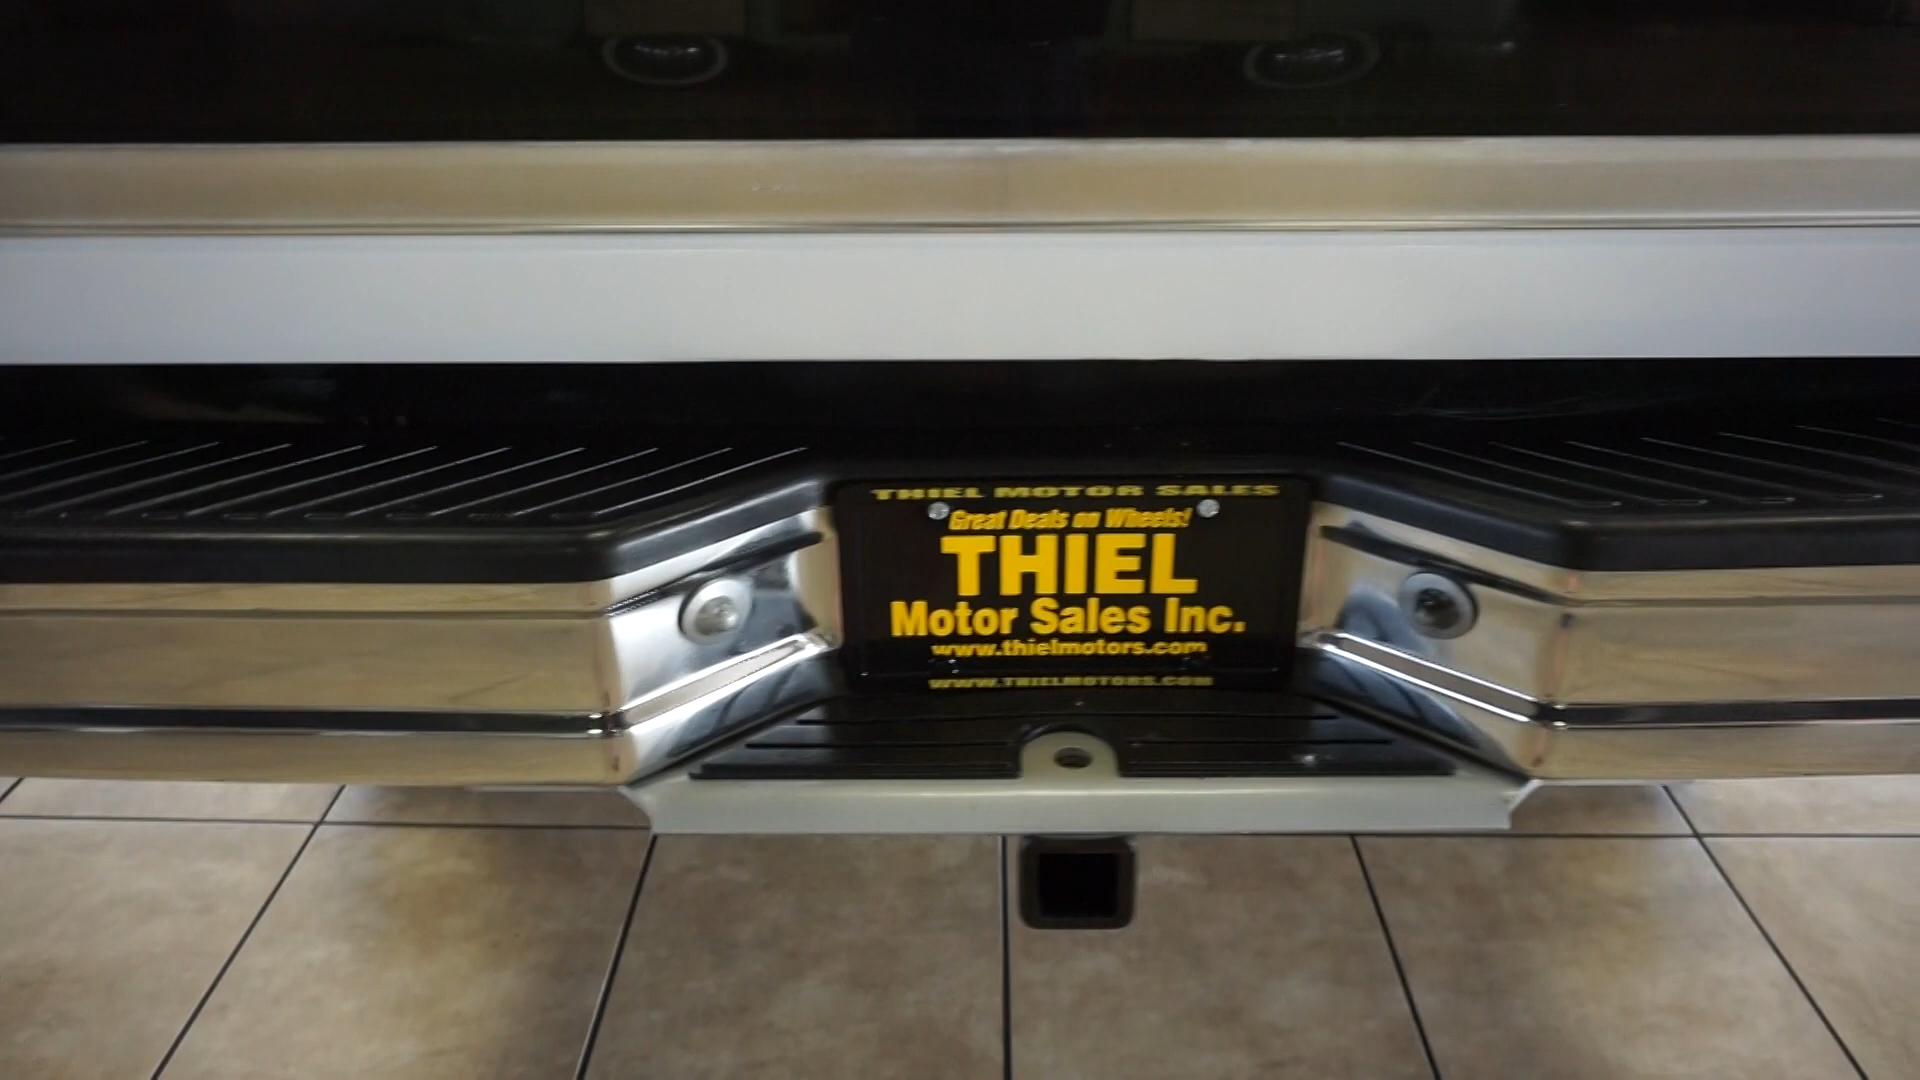 THIEL MOTOR SALES
Great Deals on Wheels!
THIEL
Motor Sales Inc.
www.thielmotors.com
WWW.THIELMOTORS.COM